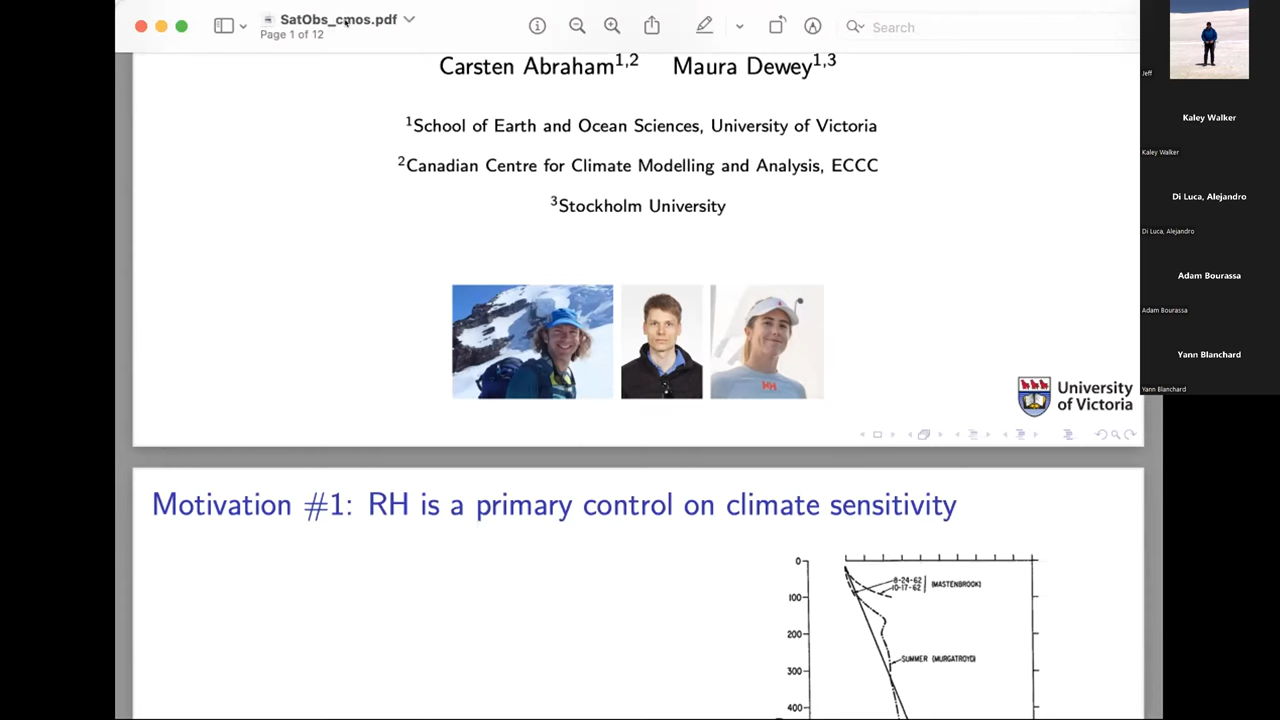 SatObs_cmos.pdf
Page 1 of 12
Search
Carsten Abraham1,2 Maura Dewey1,3
1School of Earth and Ocean Sciences, University of Victoria
2Canadian Centre for Climate Modelling and Analysis, ECCC
3Stockholm University
HH
University
of Victoria
Motivation #1: RH is a primary control on climate sensitivity
0
8-24-62
10-17-62
(MASTENBROOK)
100
200
SUMMER (MURGATROYD)
300
400
Jeff
Kaley Walker
Kaley Walker
Di Luca, Alejandro
Di Luca, Alejandro
Adam Bourassa
Adam Bourassa
Yann Blanchard
Yann Blanchard